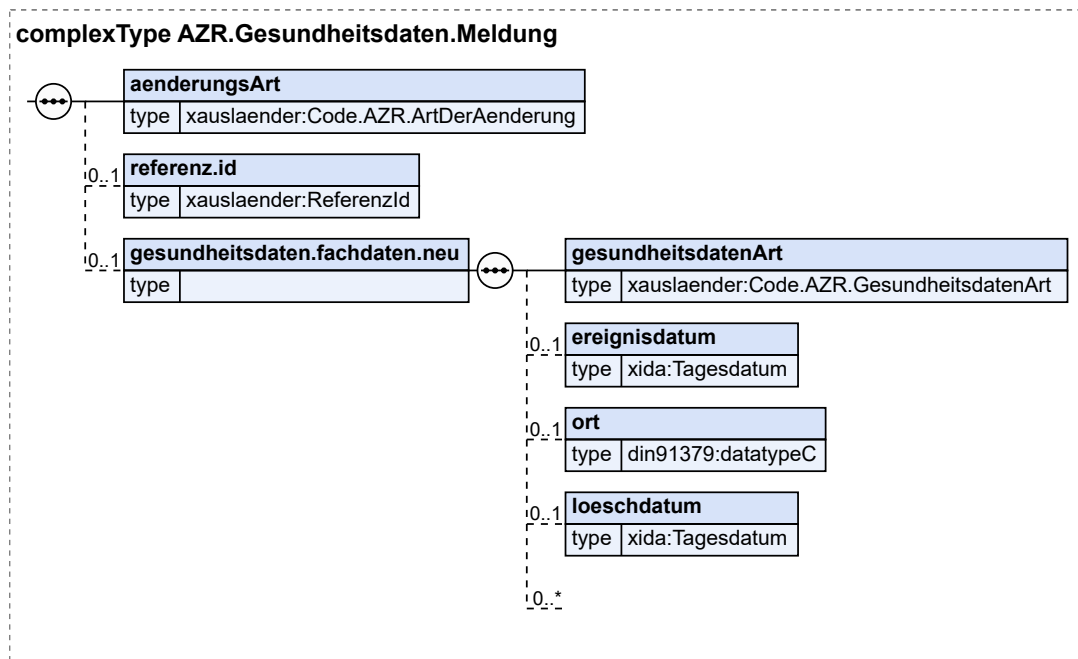 complexType AZR.Gesundheitsdaten.Meldung
aenderungsArt
type xauslaender:Code.AZR.ArtDerAenderung
0..1 referenz.id
type xauslaender:ReferenzId
0..1 gesundheitsdaten.fachdaten.neu
type
gesundheitsdatenArt
type xauslaender:Code.AZR.GesundheitsdatenArt
0..1 ereignisdatum
type xida:Tagesdatum
0..1 ort
type din91379:datatypeC
0..1 loeschdatum
type xida:Tagesdatum
0..*